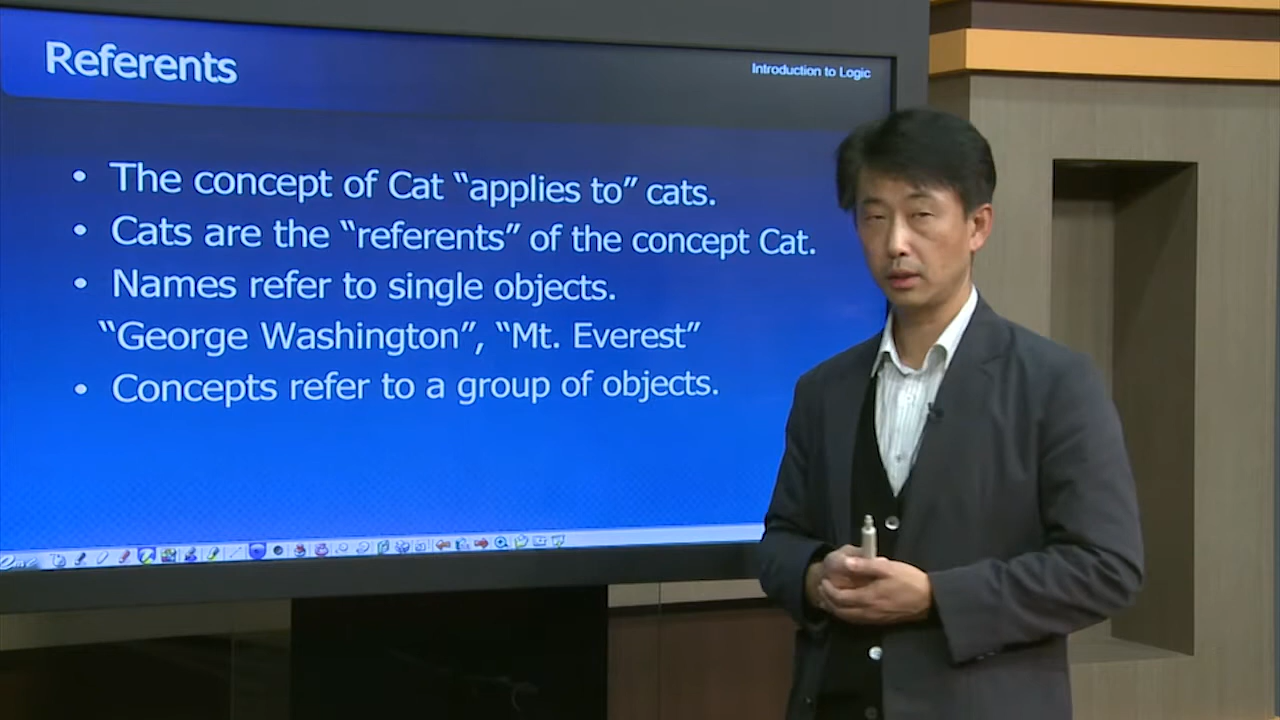 Referents
Introduction to Logic
• The concept of Cat “applies to” cats.
• Cats are the “referents” of the concept Cat.
• Names refer to single objects.
“George Washington”, “Mt. Everest”
• Concepts refer to a group of objects.